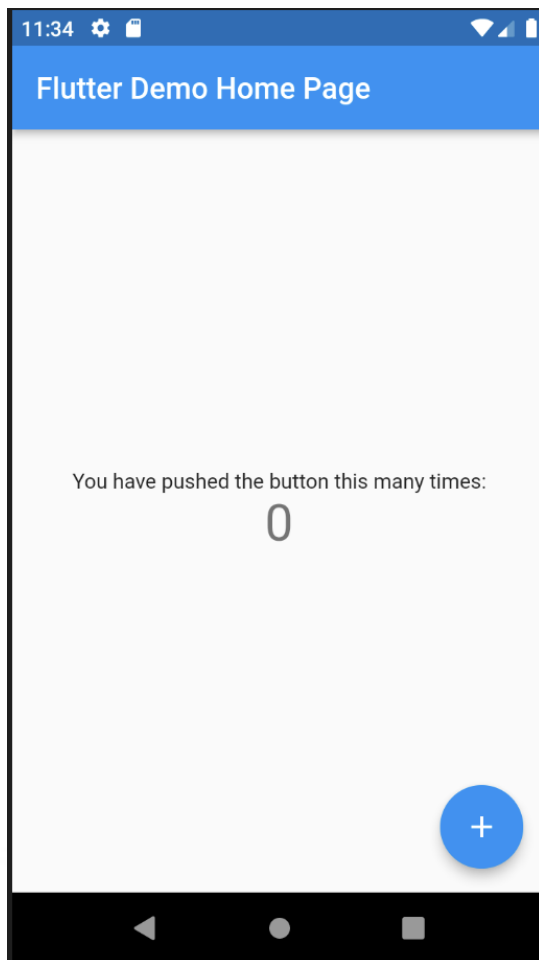 11:34
Flutter Demo Home Page
You have pushed the button this many times:
0
+